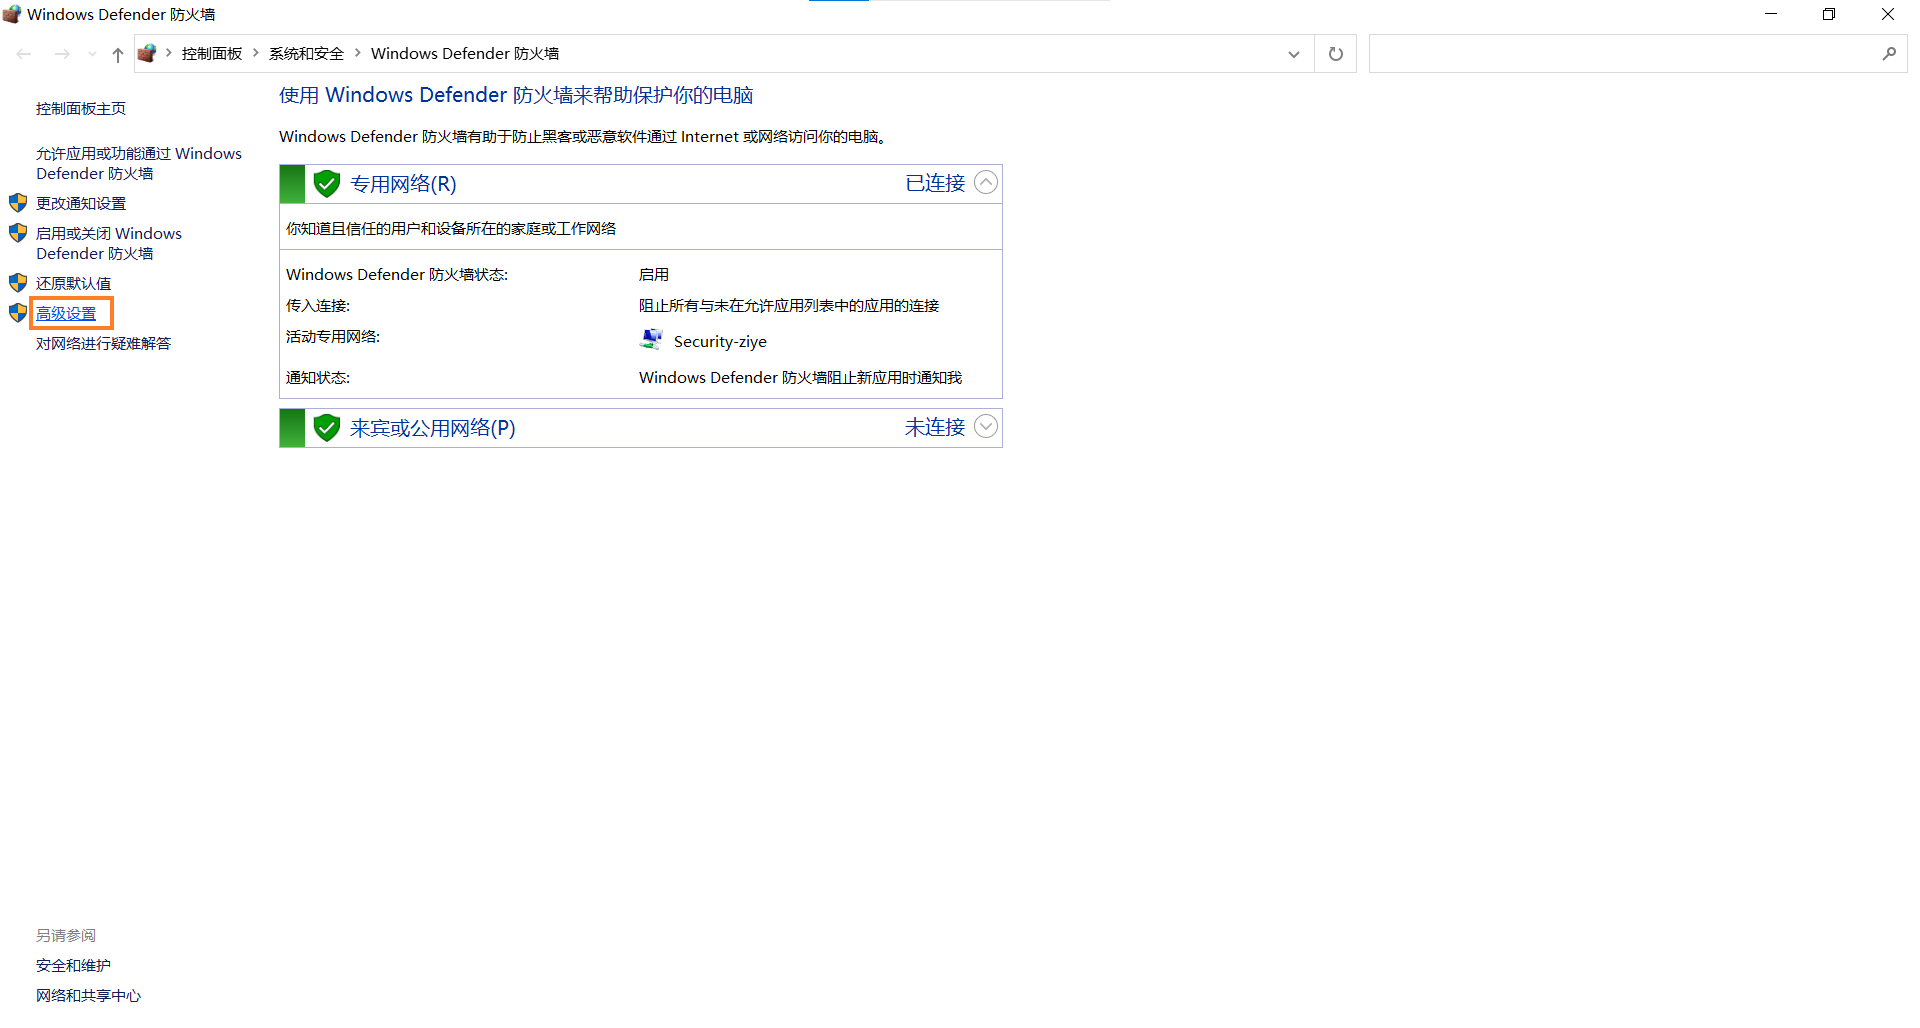 Windows Defender 防火墙
控制面板 系统和安全 Windows Defender 防火墙
控制面板主页
允许应用或功能通过 Windows
Defender 防火墙
更改通知设置
启用或关闭 Windows
Defender 防火墙
还原默认值
高级设置
对网络进行疑难解答
使用 Windows Defender 防火墙来帮助保护你的电脑
Windows Defender 防火墙有助于防止黑客或恶意软件通过 Internet 或网络访问你的电脑。
专用网络(R) 已连接
你知道且信任的用户和设备所在的家庭或工作网络
Windows Defender 防火墙状态: 启用
传入连接: 阻止所有与未在允许应用列表中的应用的连接
活动专用网络: Security-ziye
通知状态: Windows Defender 防火墙阻止新应用时通知我
来宾或公用网络(P) 未连接
另请参阅
安全和维护
网络和共享中心